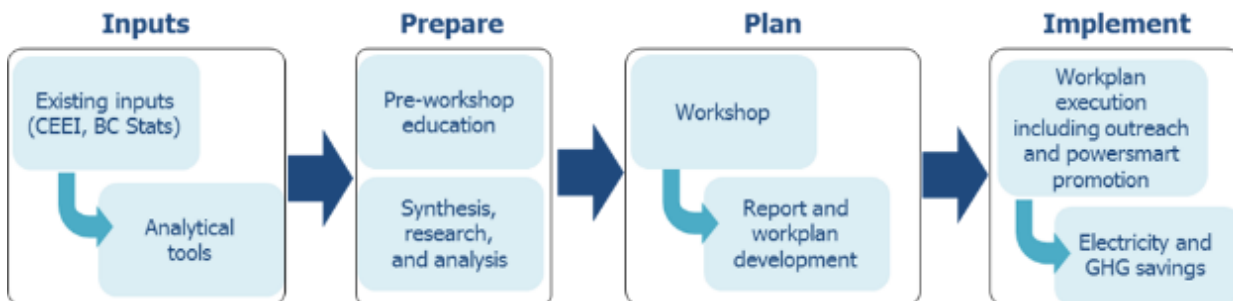 Inputs
Existing inputs
(CEEI, BC Stats)
Analytical
tools
Prepare
Pre-workshop
education
Synthesis,
research,
and analysis
Plan
Workshop
Report and
workplan
development
Implement
Workplan
execution
including outreach
and powersmart
promotion
Electricity and
GHG savings